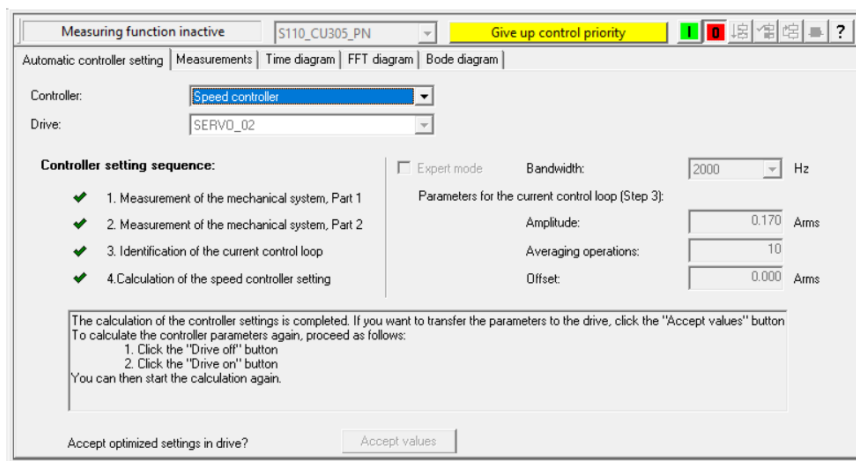 Measuring function inactive
S110_CU305_PN
Give up control priority
I
0
?
Automatic controller setting
Measurements
Time diagram
FFT diagram
Bode diagram
Controller:
Speed controller
Drive:
SERVO_02
Controller setting sequence:
1. Measurement of the mechanical system, Part 1
2. Measurement of the mechanical system, Part 2
3. Identification of the current control loop
4.Calculation of the speed controller setting
Expert mode
Bandwidth:
2000
Hz
Parameters for the current control loop (Step 3):
Amplitude:
0.170
Arms
Averaging operations:
10
Offset:
0.000
Arms
The calculation of the controller settings is completed. If you want to transfer the parameters to the drive, click the "Accept values" button
To calculate the controller parameters again, proceed as follows:
1. Click the "Drive off" button
2. Click the "Drive on" button
You can then start the calculation again.
Accept optimized settings in drive?
Accept values